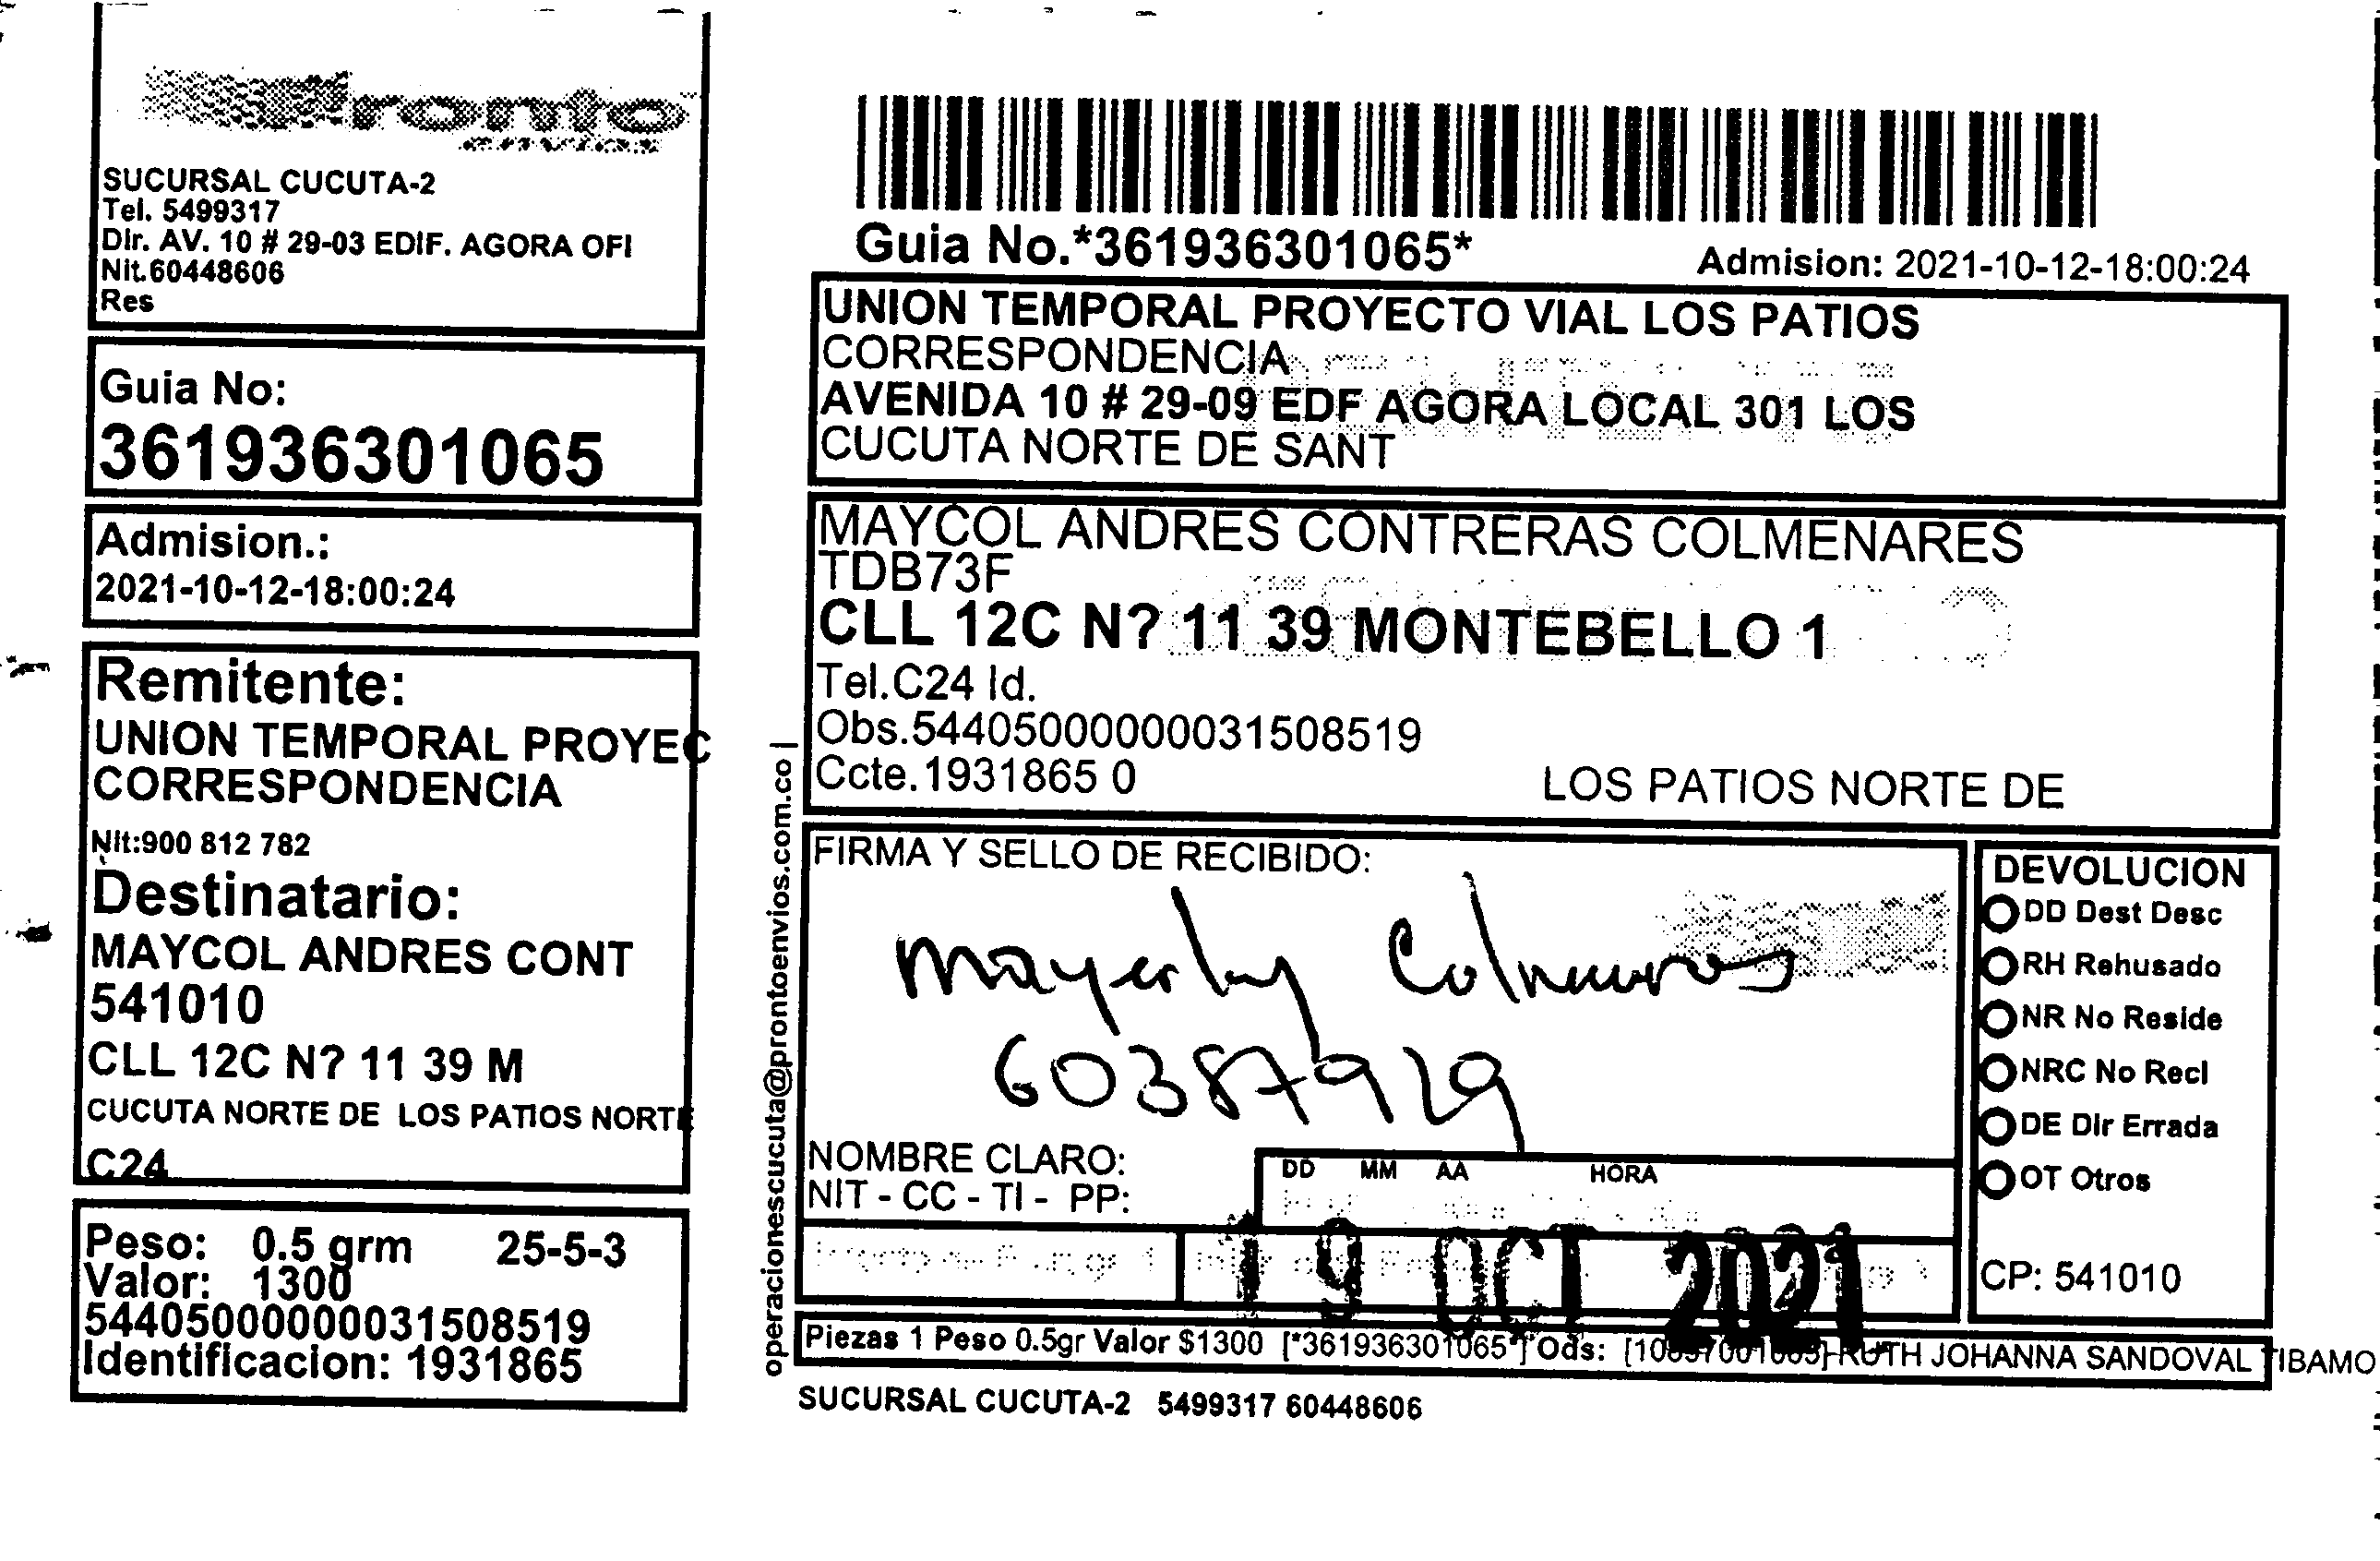 Pronto
envios
SUCURSAL CUCUTA-2
Tel. 5499317
Dir. AV. 10 # 29-03 EDIF. AGORA OFI
Nit.60448606
Res
Guia No:
361936301065
Admision.:
2021-10-12-18:00:24
Remitente:
UNION TEMPORAL PROYEC
CORRESPONDENCIA
Nit:900 812 782
Destinatario:
MAYCOL ANDRES CONT
541010
CLL 12C N? 11 39 M
CUCUTA NORTE DE LOS PATIOS NORTE
C24
Peso: 0.5 grm 25-5-3
Valor: 1300
54405000000031508519
Identificacion: 1931865
operacionescucuta@prontoenvios.com.co |
Guia No.*361936301065*
Admision: 2021-10-12-18:00:24
UNION TEMPORAL PROYECTO VIAL LOS PATIOS
CORRESPONDENCIA
AVENIDA 10 # 29-09 EDF AGORA LOCAL 301 LOS
CUCUTA NORTE DE SANT
MAYCOL ANDRES CONTRERAS COLMENARES
TDB73F
CLL 12C N? 11 39 MONTEBELLO 1
Tel.C24 Id.
Obs.54405000000031508519
Ccte.1931865 0 LOS PATIOS NORTE DE
FIRMA Y SELLO DE RECIBIDO:
Mayerly
60387929
NOMBRE CLARO:
NIT - CC - TI - PP:
DD MM AA HORA
19 OCT 2021
DEVOLUCION
DD Dest Desc
RH Rehusado
NR No Reside
NRC No Recl
DE Dir Errada
OT Otros
CP: 541010
Piezas 1 Peso 0.5gr Valor $1300 [*361936301065*] Ods: RUTH JOHANNA SANDOVAL TIBAMO
SUCURSAL CUCUTA-2 5499317 60448606